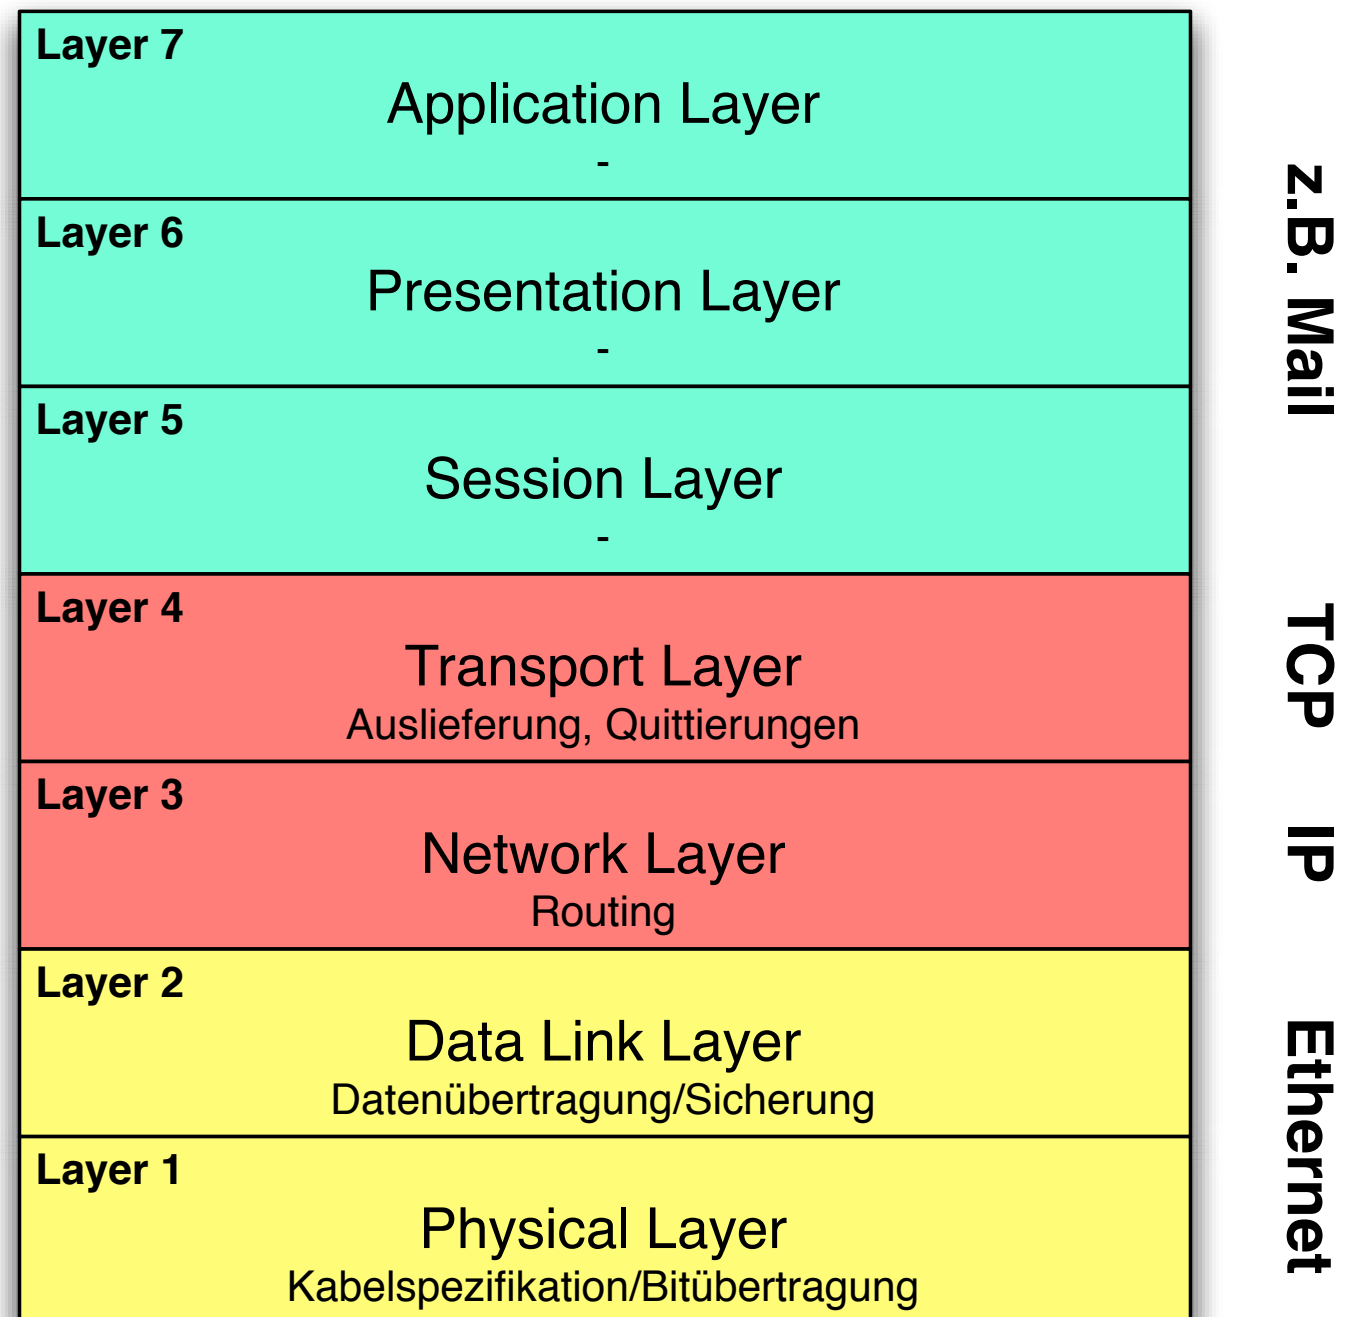 Layer 7
Application Layer
-
Layer 6
Presentation Layer
-
Layer 5
Session Layer
-
Layer 4
Transport Layer
Auslieferung, Quittierungen
Layer 3
Network Layer
Routing
Layer 2
Data Link Layer
Datenübertragung/Sicherung
Layer 1
Physical Layer
Kabelspezifikation/Bitübertragung
z.B. Mail
TCP
IP
Ethernet